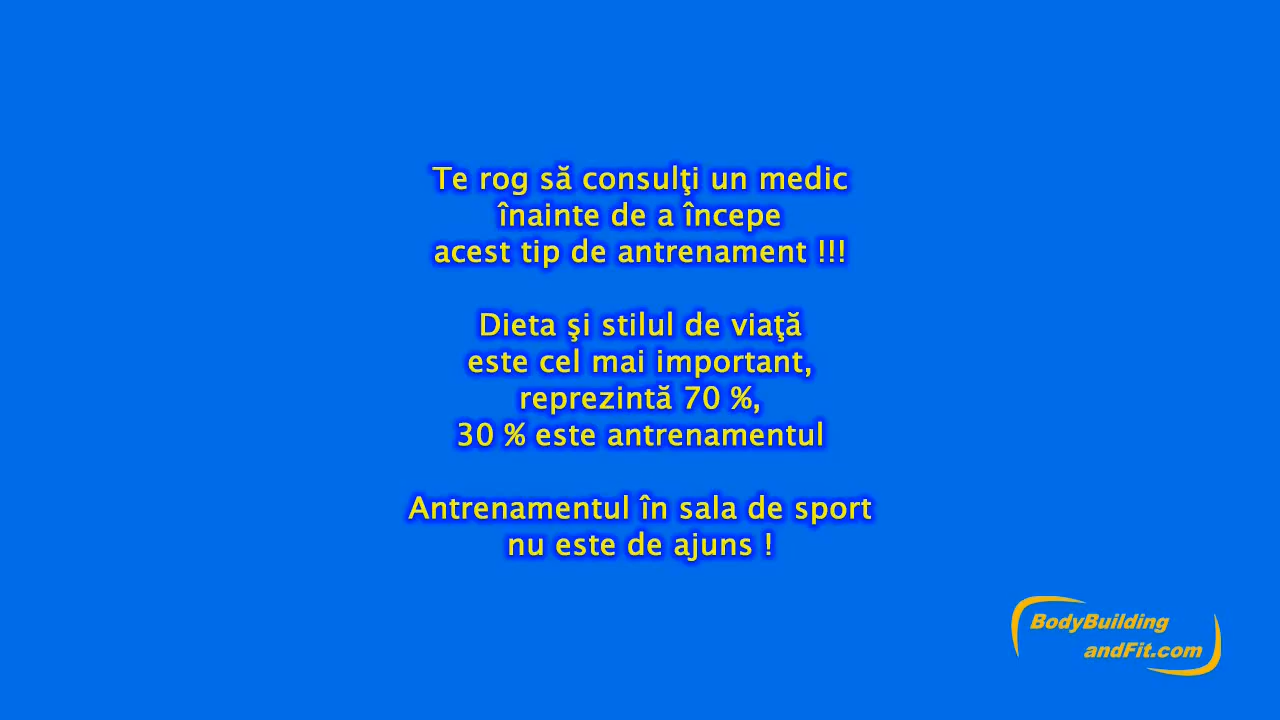 Te rog să consulţi un medic
înainte de a începe
acest tip de antrenament !!!
Dieta şi stilul de viaţă
este cel mai important,
reprezintă 70 %,
30 % este antrenamentul
Antrenamentul în sala de sport
nu este de ajuns !
BodyBuilding
andFit.com